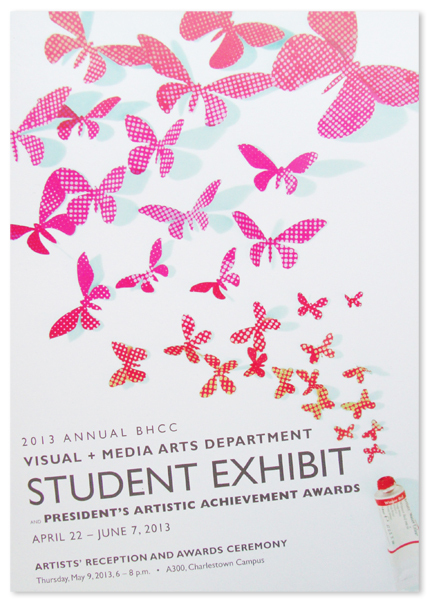 2013 ANNUAL BHCC
VISUAL + MEDIA ARTS DEPARTMENT
STUDENT EXHIBIT
AND PRESIDENT'S ARTISTIC ACHIEVEMENT AWARDS
APRIL 22 – JUNE 7, 2013
ARTISTS' RECEPTION AND AWARDS CEREMONY
Thursday, May 9, 2013, 6 – 8 p.m. • A300, Charlestown Campus